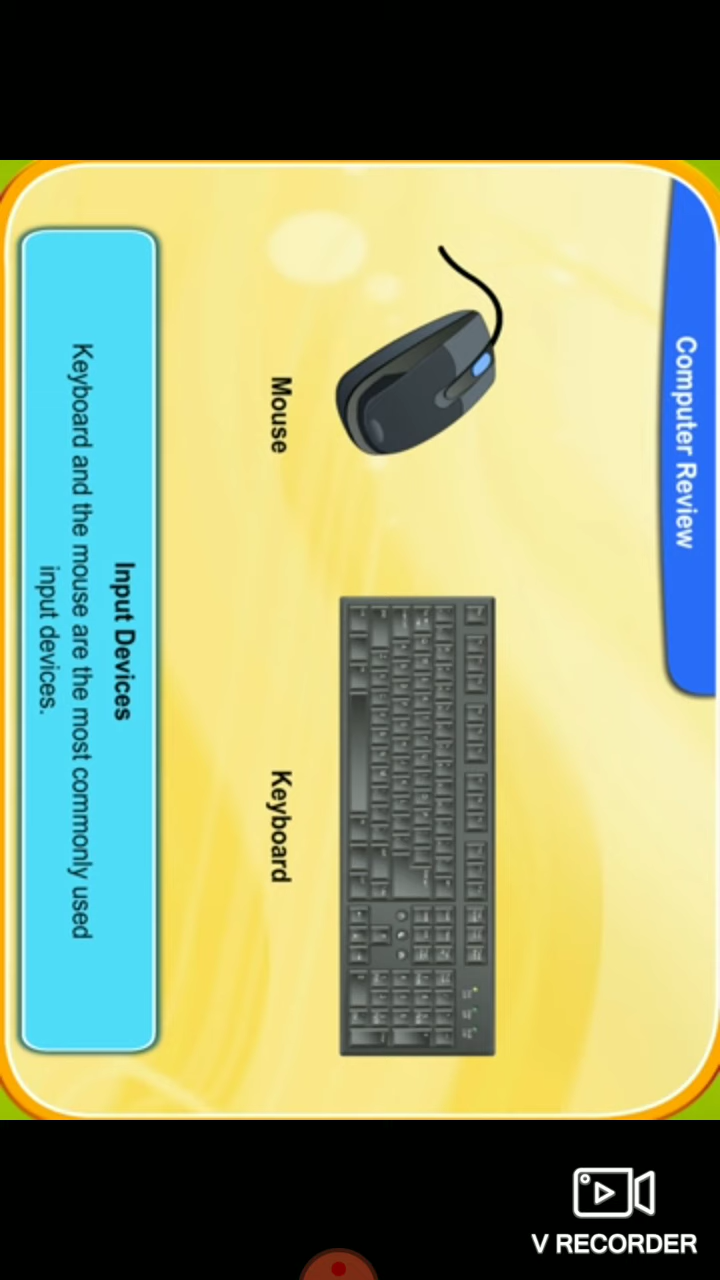 Computer Review
Mouse
Keyboard
Input Devices
Keyboard and the mouse are the most commonly used
input devices.
V RECORDER